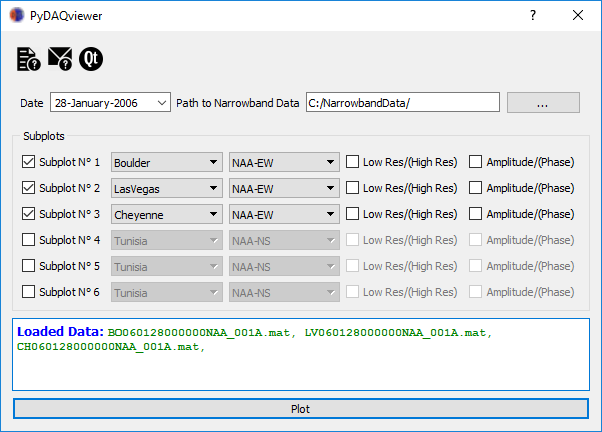 PyDAQviewer
Qt
Date 28-January-2006 Path to Narrowband Data C:/NarrowbandData/ ...
Subplots
Subplot N° 1 Boulder NAA-EW Low Res/(High Res) Amplitude/(Phase)
Subplot N° 2 LasVegas NAA-EW Low Res/(High Res) Amplitude/(Phase)
Subplot N° 3 Cheyenne NAA-EW Low Res/(High Res) Amplitude/(Phase)
Subplot N° 4 Tunisia NAA-NS Low Res/(High Res) Amplitude/(Phase)
Subplot N° 5 Tunisia NAA-NS Low Res/(High Res) Amplitude/(Phase)
Subplot N° 6 Tunisia NAA-NS Low Res/(High Res) Amplitude/(Phase)
Loaded Data: BO060128000000NAA_001A.mat, LV060128000000NAA_001A.mat,
CH060128000000NAA_001A.mat,
Plot